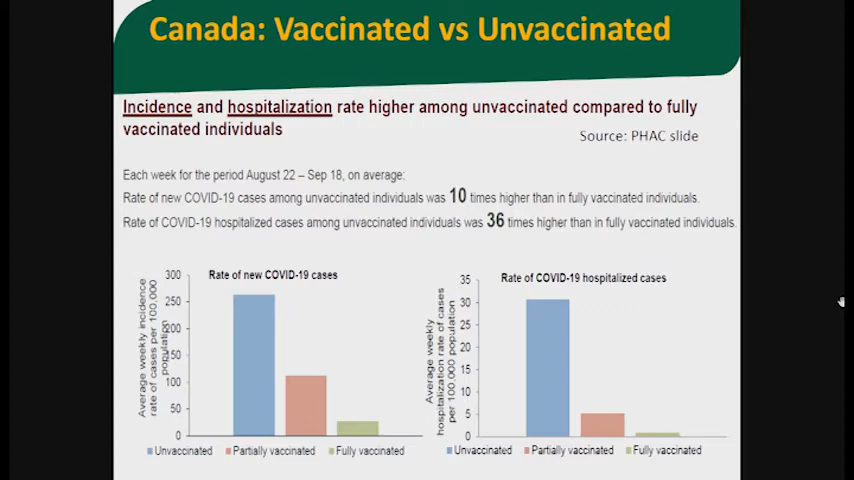 Canada: Vaccinated vs Unvaccinated
Incidence and hospitalization rate higher among unvaccinated compared to fully
vaccinated individuals
Source: PHAC slide
Each week for the period August 22 – Sep 18, on average:
Rate of new COVID-19 cases among unvaccinated individuals was 10 times higher than in fully vaccinated individuals.
Rate of COVID-19 hospitalized cases among unvaccinated individuals was 36 times higher than in fully vaccinated individuals.
Rate of new COVID-19 cases
Average weekly incidence
rate of cases per 100,000
population
300
250
200
150
100
50
0
Unvaccinated Partially vaccinated Fully vaccinated
Rate of COVID-19 hospitalized cases
Average weekly
hospitalization rate of cases
per 100,000 population
35
30
25
20
15
10
5
0
Unvaccinated Partially vaccinated Fully vaccinated